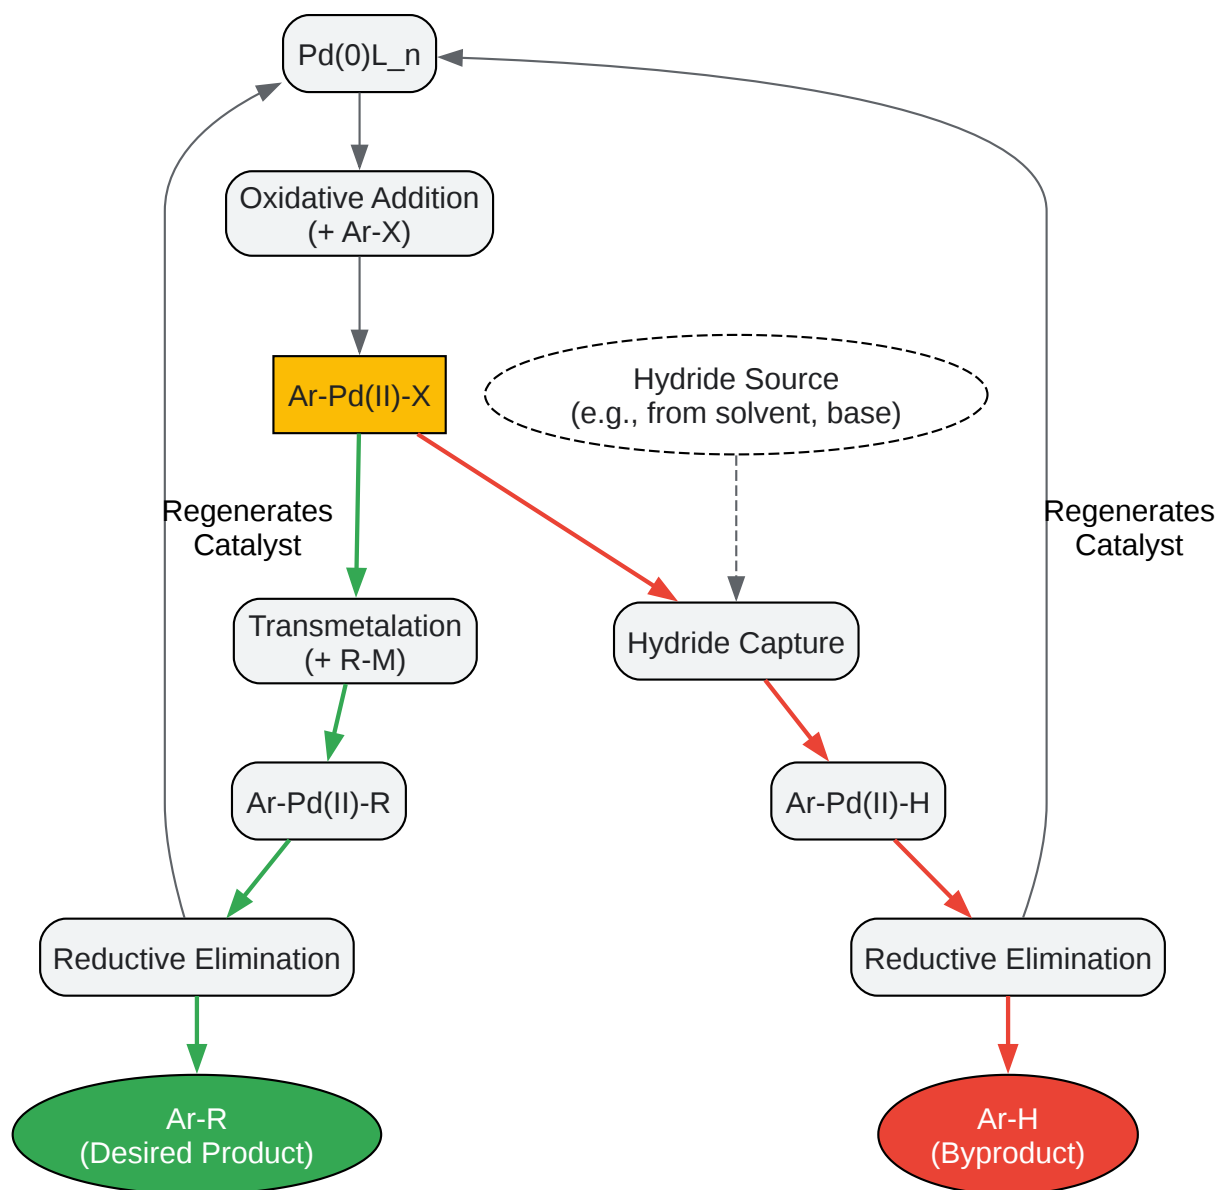 Pd(0)L_n
Oxidative Addition
(+ Ar-X)
Ar-Pd(II)-X
Hydride Source
(e.g., from solvent, base)
Regenerates
Catalyst
Regenerates
Catalyst
Transmetalation
(+ R-M)
Hydride Capture
Ar-Pd(II)-R
Ar-Pd(II)-H
Reductive Elimination
Reductive Elimination
Ar-R
(Desired Product)
Ar-H
(Byproduct)